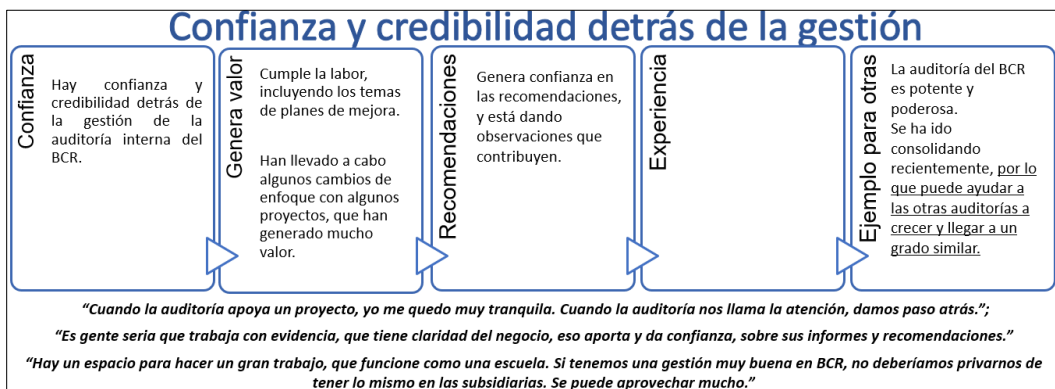 Confianza y credibilidad detrás de la gestión
Confianza
Hay confianza y
credibilidad detrás de
la gestión de la
auditoría interna del
BCR.
Genera valor
Cumple la labor,
incluyendo los temas
de planes de mejora.
Han llevado a cabo
algunos cambios de
enfoque con algunos
proyectos, que han
generado mucho
valor.
Recomendaciones
Genera confianza en
las recomendaciones,
y está dando
observaciones que
contribuyen.
Experiencia
Ejemplo para otras
La auditoría del BCR
es potente y
poderosa.
Se ha ido
consolidando
recientemente, por lo
que puede ayudar a
las otras auditorías a
crecer y llegar a un
grado similar.
“Cuando la auditoría apoya un proyecto, yo me quedo muy tranquila. Cuando la auditoría nos llama la atención, damos paso atrás.”;
“Es gente seria que trabaja con evidencia, que tiene claridad del negocio, eso aporta y da confianza, sobre sus informes y recomendaciones.”
“Hay un espacio para hacer un gran trabajo, que funcione como una escuela. Si tenemos una gestión muy buena en BCR, no deberíamos privarnos de
tener lo mismo en las subsidiarias. Se puede aprovechar mucho.”